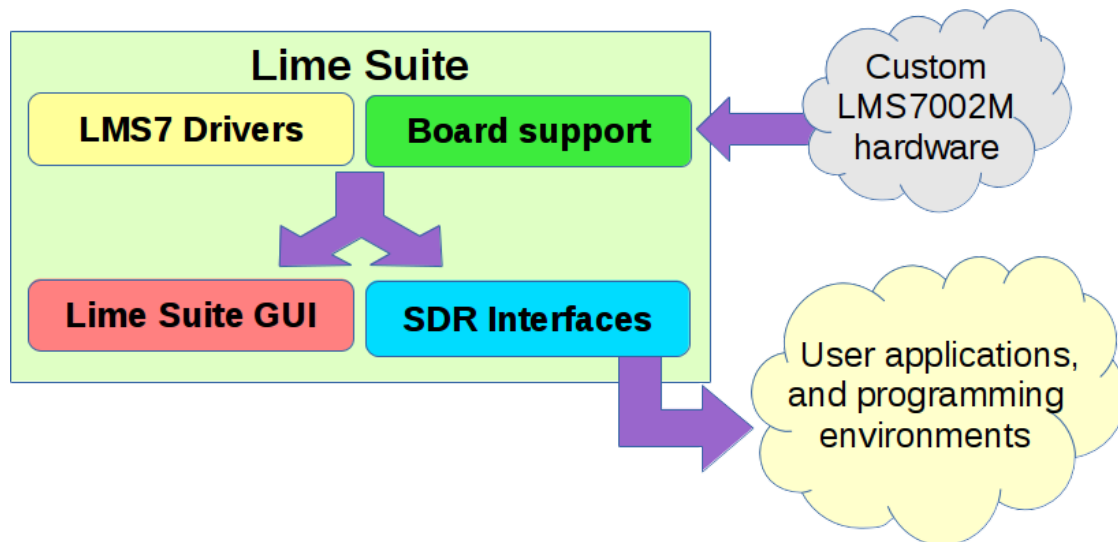 Lime Suite
LMS7 Drivers
Board support
Custom
LMS7002M
hardware
Lime Suite GUI
SDR Interfaces
User applications,
and programming
environments